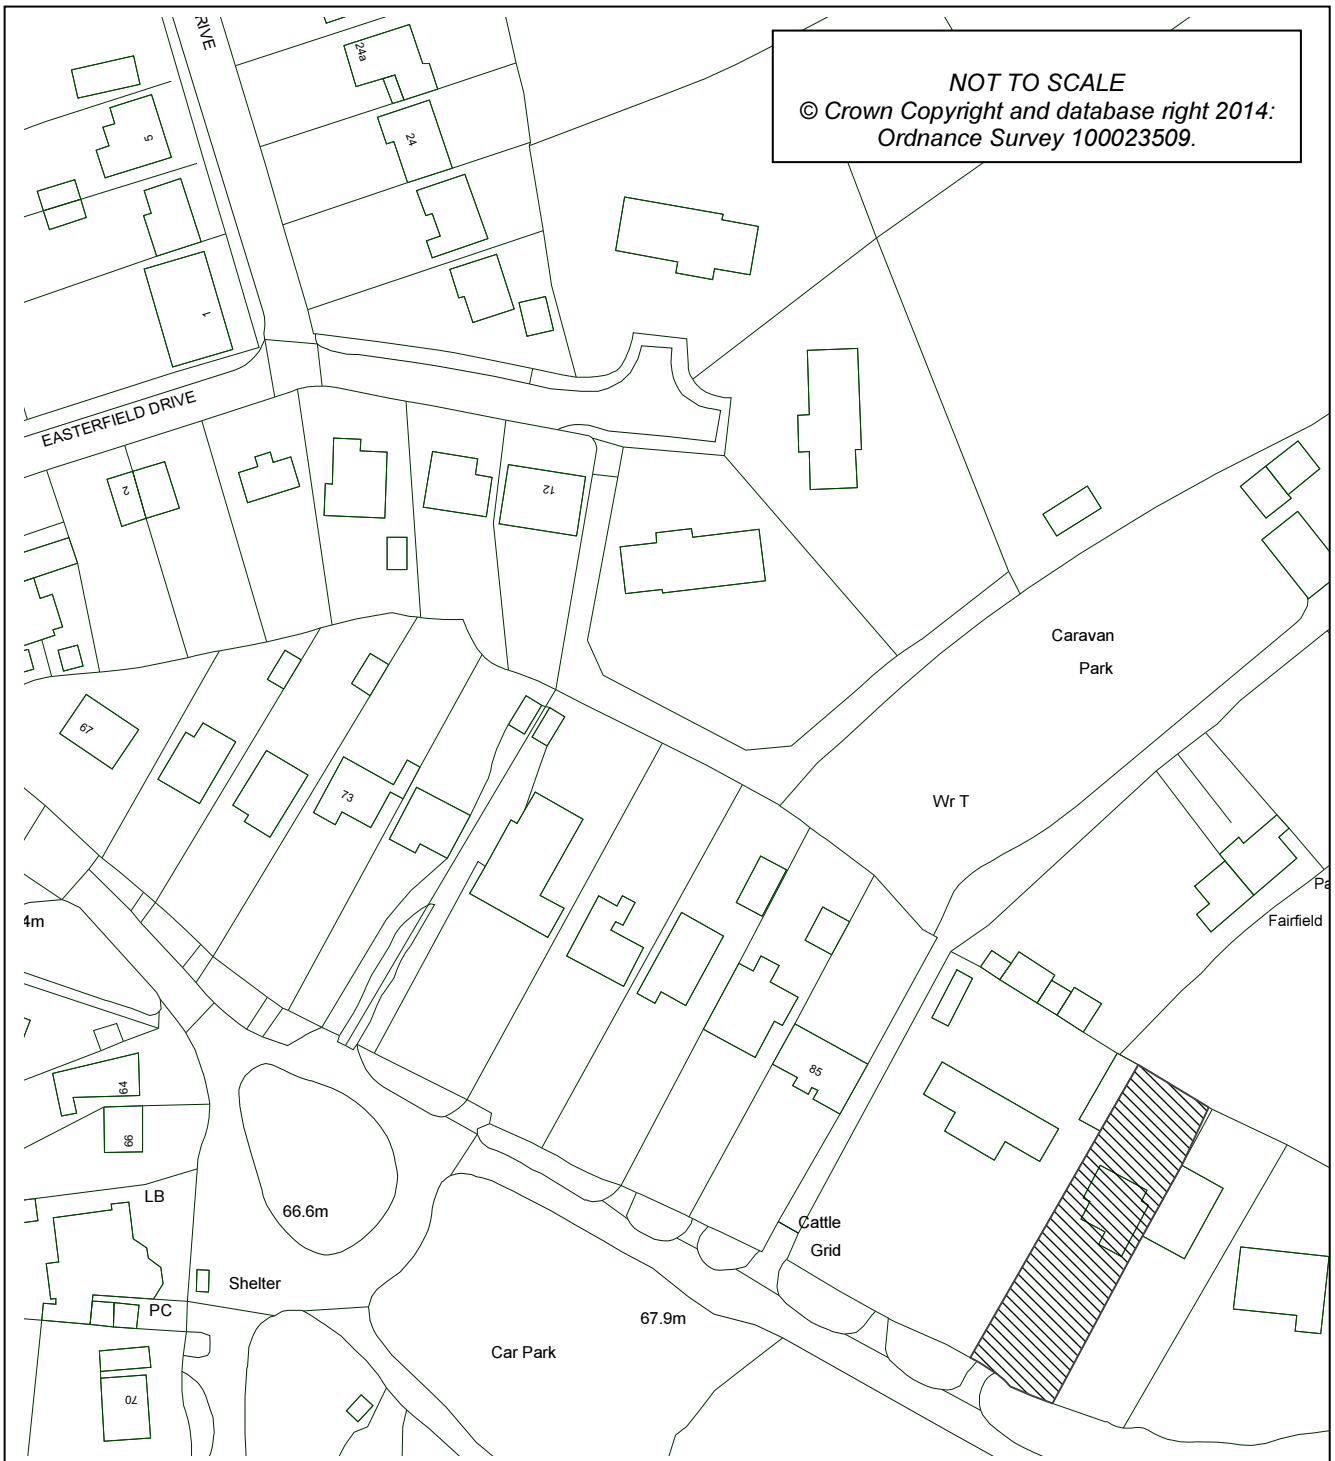 RIVE
24a
NOT TO SCALE
© Crown Copyright and database right 2014:
Ordnance Survey 100023509.
5
24
1
EASTERFIELD DRIVE
2
12
Caravan
Park
67
73
Wr T
Pa
Fairfield
4m
85
64
66
LB
66.6m
Cattle
Grid
Shelter
PC
67.9m
Car Park
70